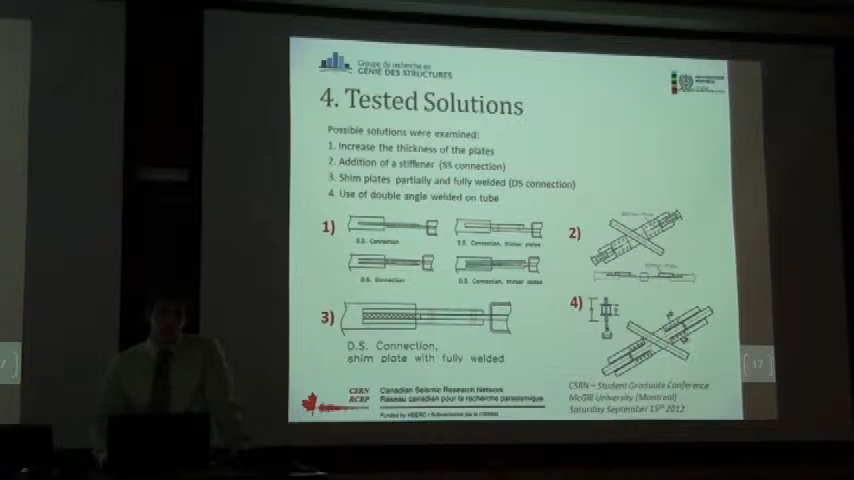 Groupe de recherche en
GÉNIE DES STRUCTURES
4. Tested Solutions
Possible solutions were examined:
1. Increase the thickness of the plates
2. Addition of a stiffener (SS connection)
3. Shim plates partially and fully welded (DS connection)
4. Use of double angle welded on tube
1)
S.S. Connection
S.S. Connection, thicker plates
2)
D.S. Connection
D.S. Connection, thicker plates
3)
4)
D.S. Connection,
shim plate with fully welded
CSRN
RCRP
Canadian Seismic Research Network
Réseau canadien pour la recherche parasismique
CSRN – Student Graduate Conference
McGill University (Montreal)
Saturday September 15th 2012
17
7